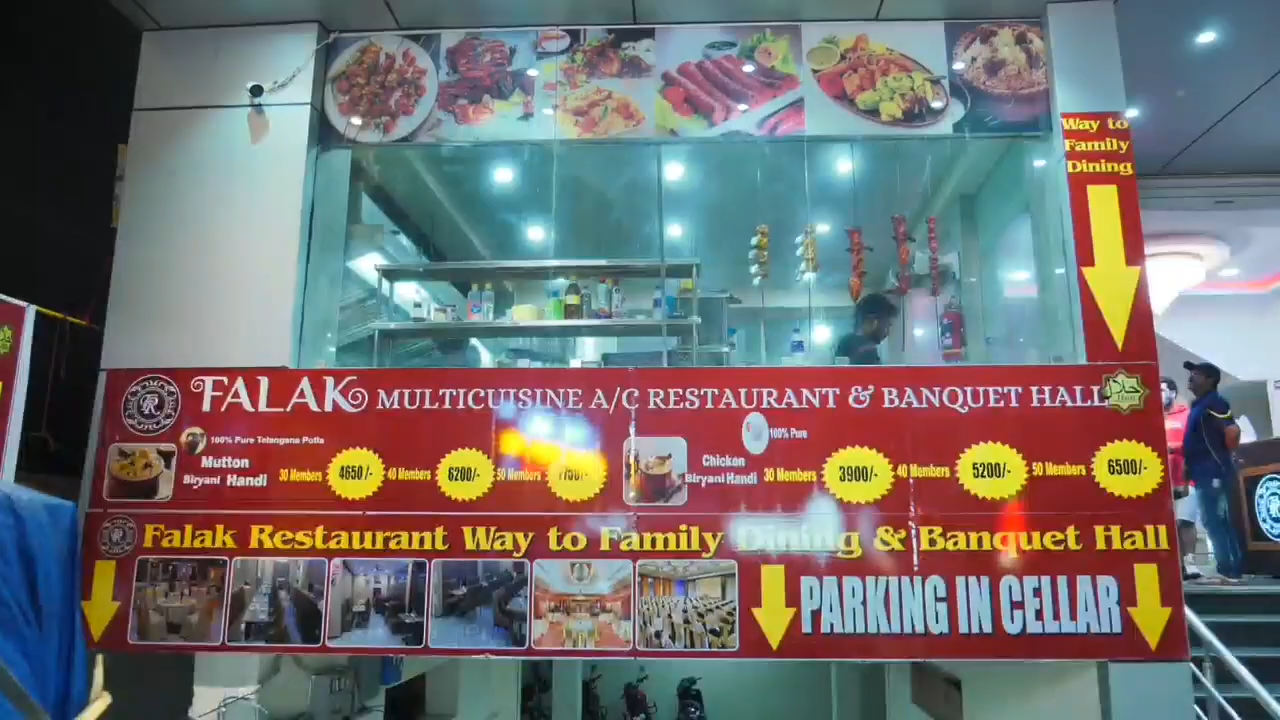 Way to
Family
Dining
FALAK MULTICUISINE A/C RESTAURANT & BANQUET HALL
حلال
100% Pure Telangana Potla
Mutton
Biryani Handi
30 Members 4650/- 40 Members 6200/- 50 Members
100% Pure
Chicken
Biryani Handi
30 Members 3900/- 40 Members 5200/- 50 Members 6500/-
Falak Restaurant Way to Family Dining & Banquet Hall
PARKING IN CELLAR